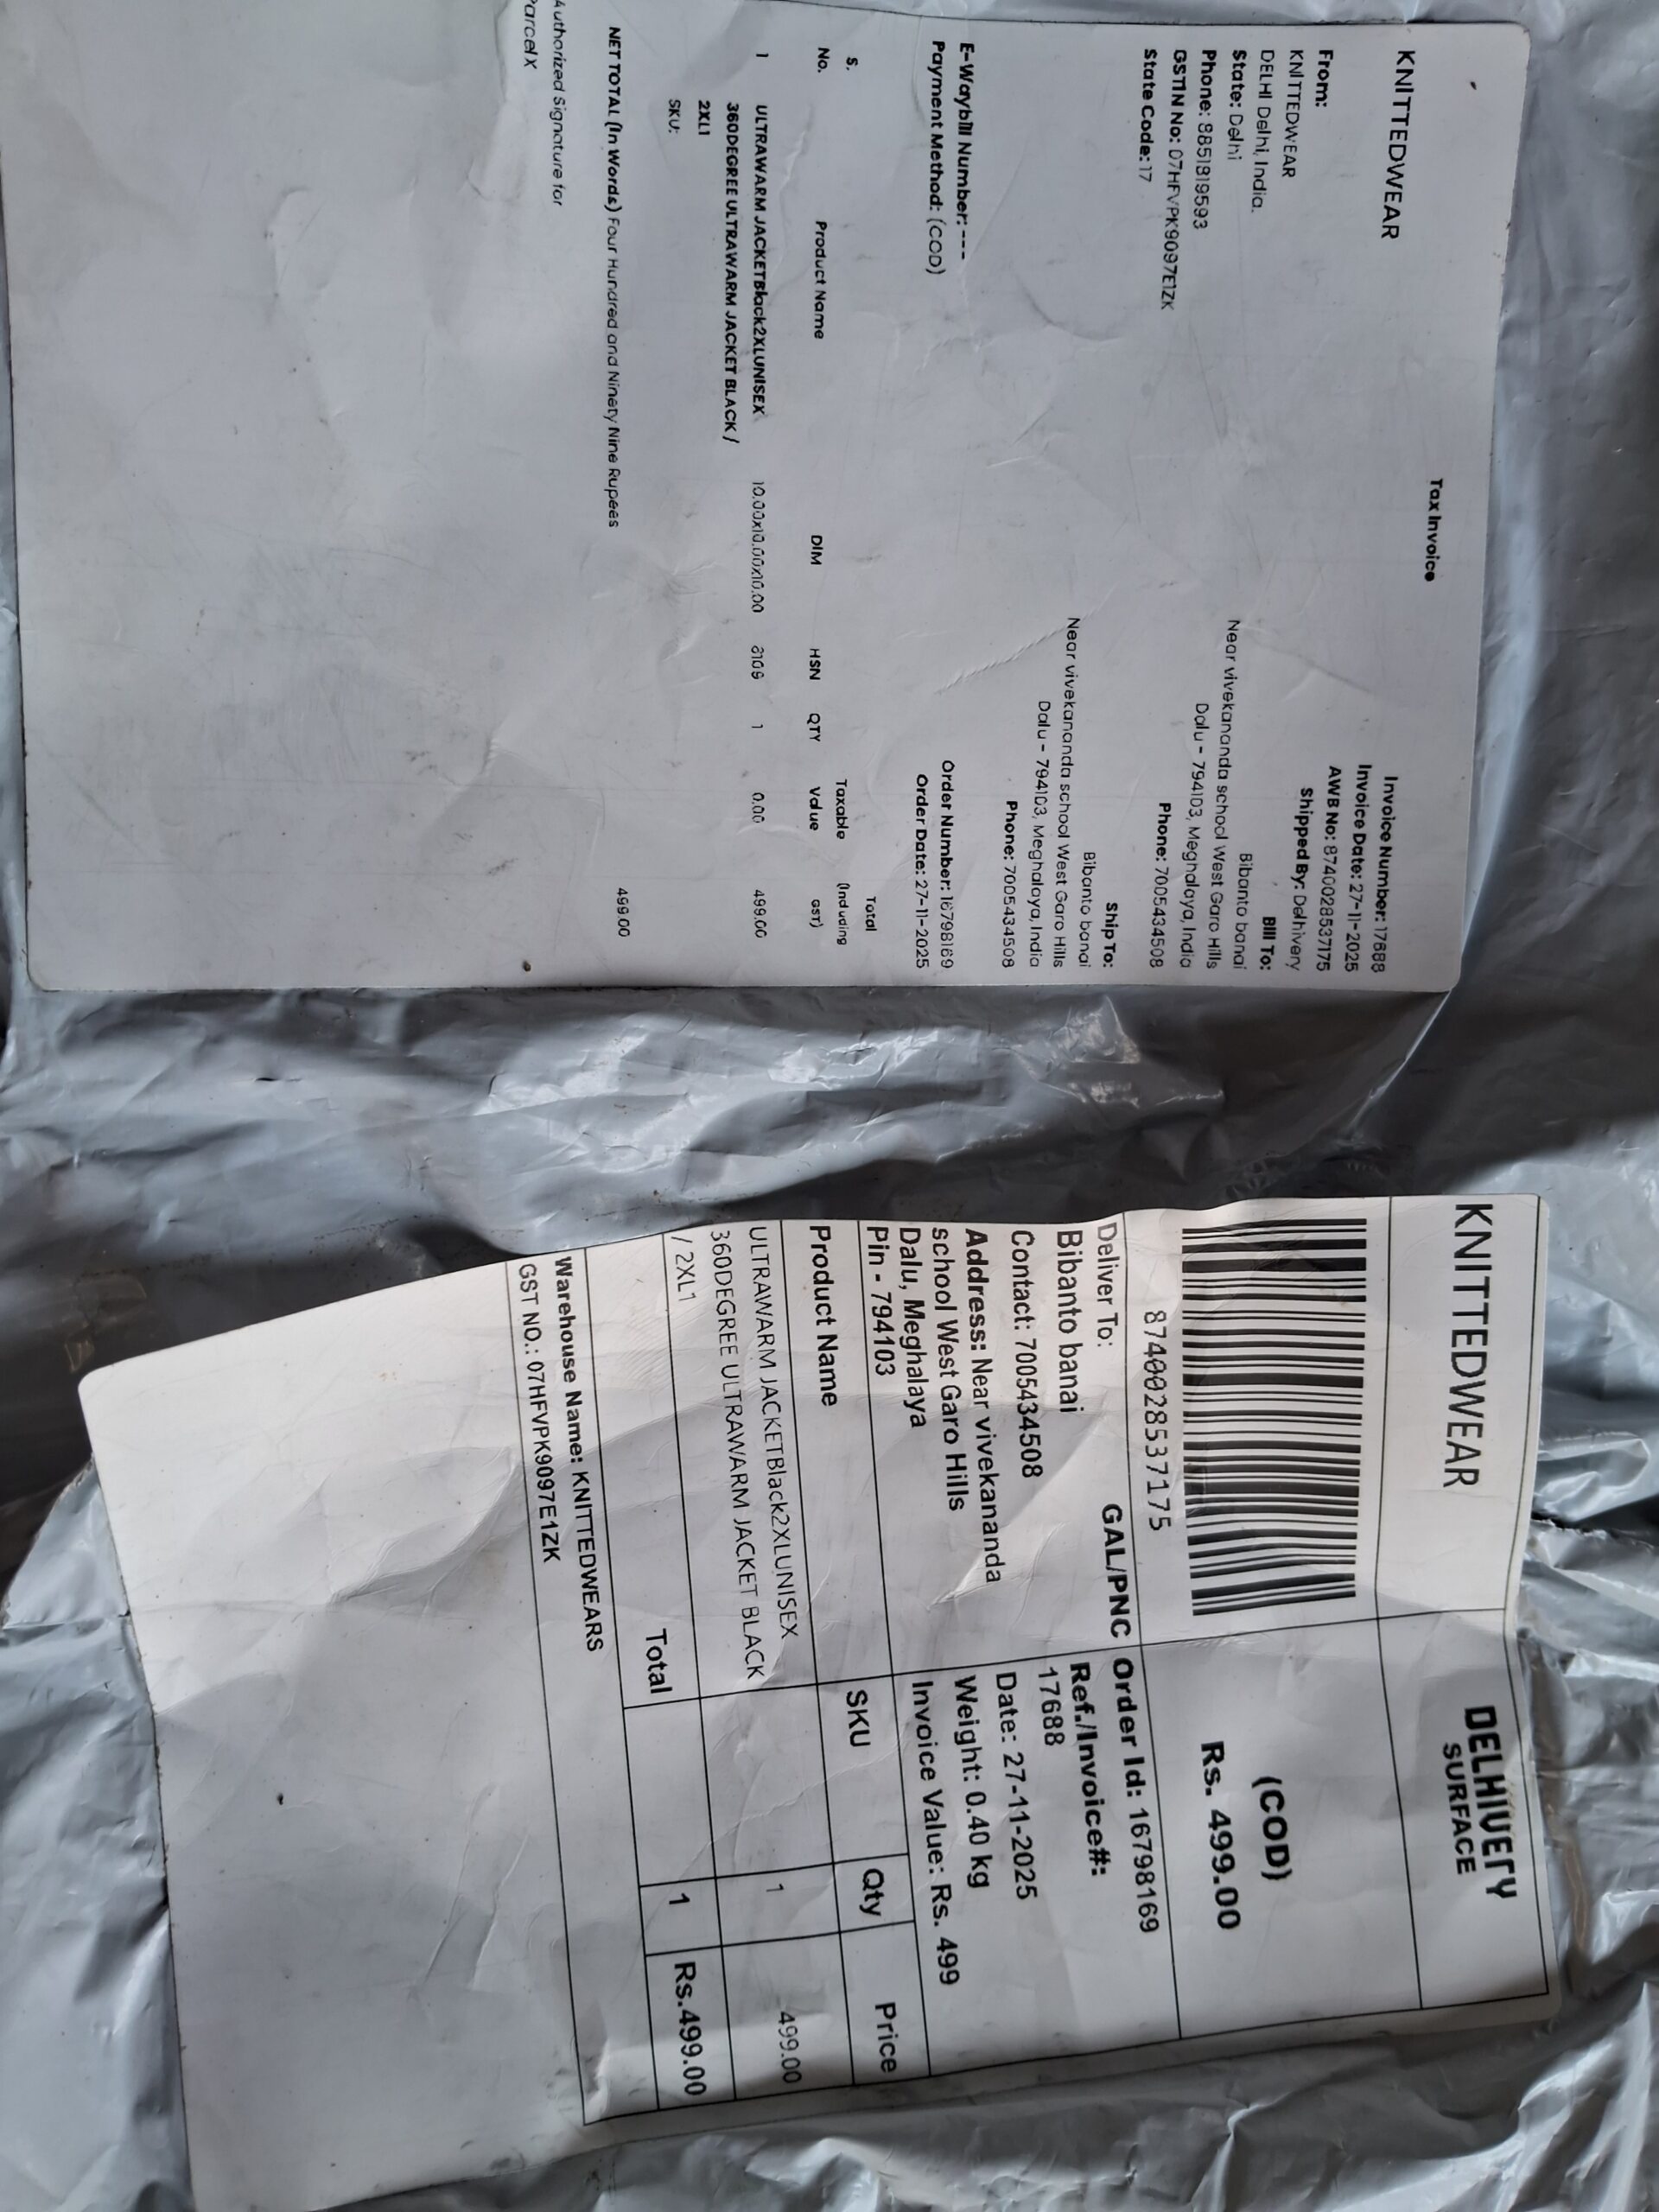 Tax Invoice
KNITTEDWEAR
Invoice Number: 17688
Invoice Date: 27-11-2025
AWB No: 8740028537175
Shipped By: Delhivery
From:
KNITTEDWEAR
DELHI Delhi, India.
State: Delhi
Phone: 8851819593
GSTIN No: 07HFVPK9097E1ZK
State Code: 17
Bill To:
Bibanto banai
Near vivekananda school West Garo Hills
Dalu - 794103, Meghalaya, India
Phone: 7005434508
Ship To:
Bibanto banai
Near vivekananda school West Garo Hills
Dalu - 794103, Meghalaya, India
Phone: 7005434508
E-Waybill Number: ---
Payment Method: (COD)
Order Number: 16798169
Order Date: 27-11-2025
S. No. Product Name DIM HSN QTY Taxable Value Total (Including GST)
1 ULTRAWARM JACKETBlack2XLUNISEX 10.00x10.00x10.00 6109 1 0.00 499.00
360DEGREE ULTRAWARM JACKET BLACK /
2XL1
SKU:
NET TOTAL (In Words) Four Hundred and Ninety Nine Rupees 499.00
Authorized Signature for
ParcelX
KNITTEDWEAR
DELHIVERY
SURFACE
8740028537175
(COD)
Rs. 499.00
Deliver To: GAL/PNC
Bibanto banai
Contact: 7005434508
Address: Near vivekananda
school West Garo Hills
Dalu, Meghalaya
Pin - 794103
Order Id: 16798169
Ref./Invoice#:
17688
Date: 27-11-2025
Weight: 0.40 kg
Invoice Value: Rs. 499
Product Name SKU Qty Price
ULTRAWARM JACKETBlack2XLUNISEX 1 499.00
360DEGREE ULTRAWARM JACKET BLACK
/ 2XL1
Total 1 Rs.499.00
Warehouse Name: KNITTEDWEARS
GST NO.: 07HFVPK9097E1ZK